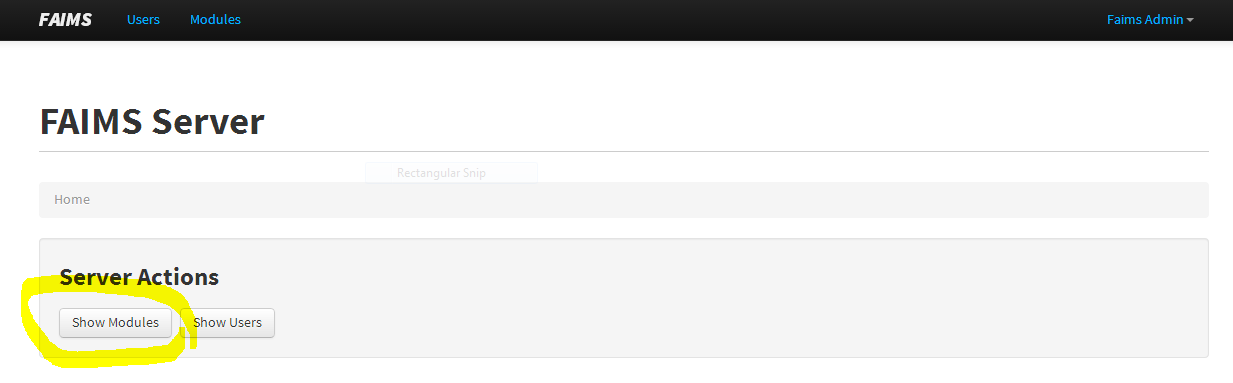 FAIMS Users Modules Faims Admin
FAIMS Server
Rectangular Snip
Home
Server Actions
Show Modules Show Users